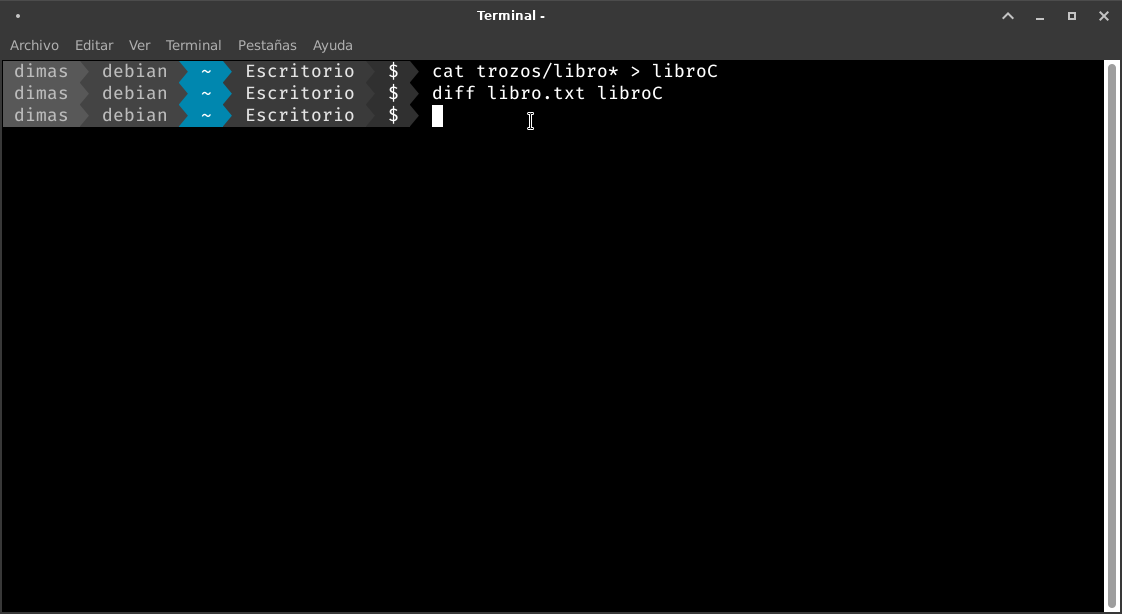 Terminal -
Archivo Editar Ver Terminal Pestañas Ayuda
dimas debian ~ Escritorio $ cat trozos/libro* > libroC
dimas debian ~ Escritorio $ diff libro.txt libroC
dimas debian ~ Escritorio $